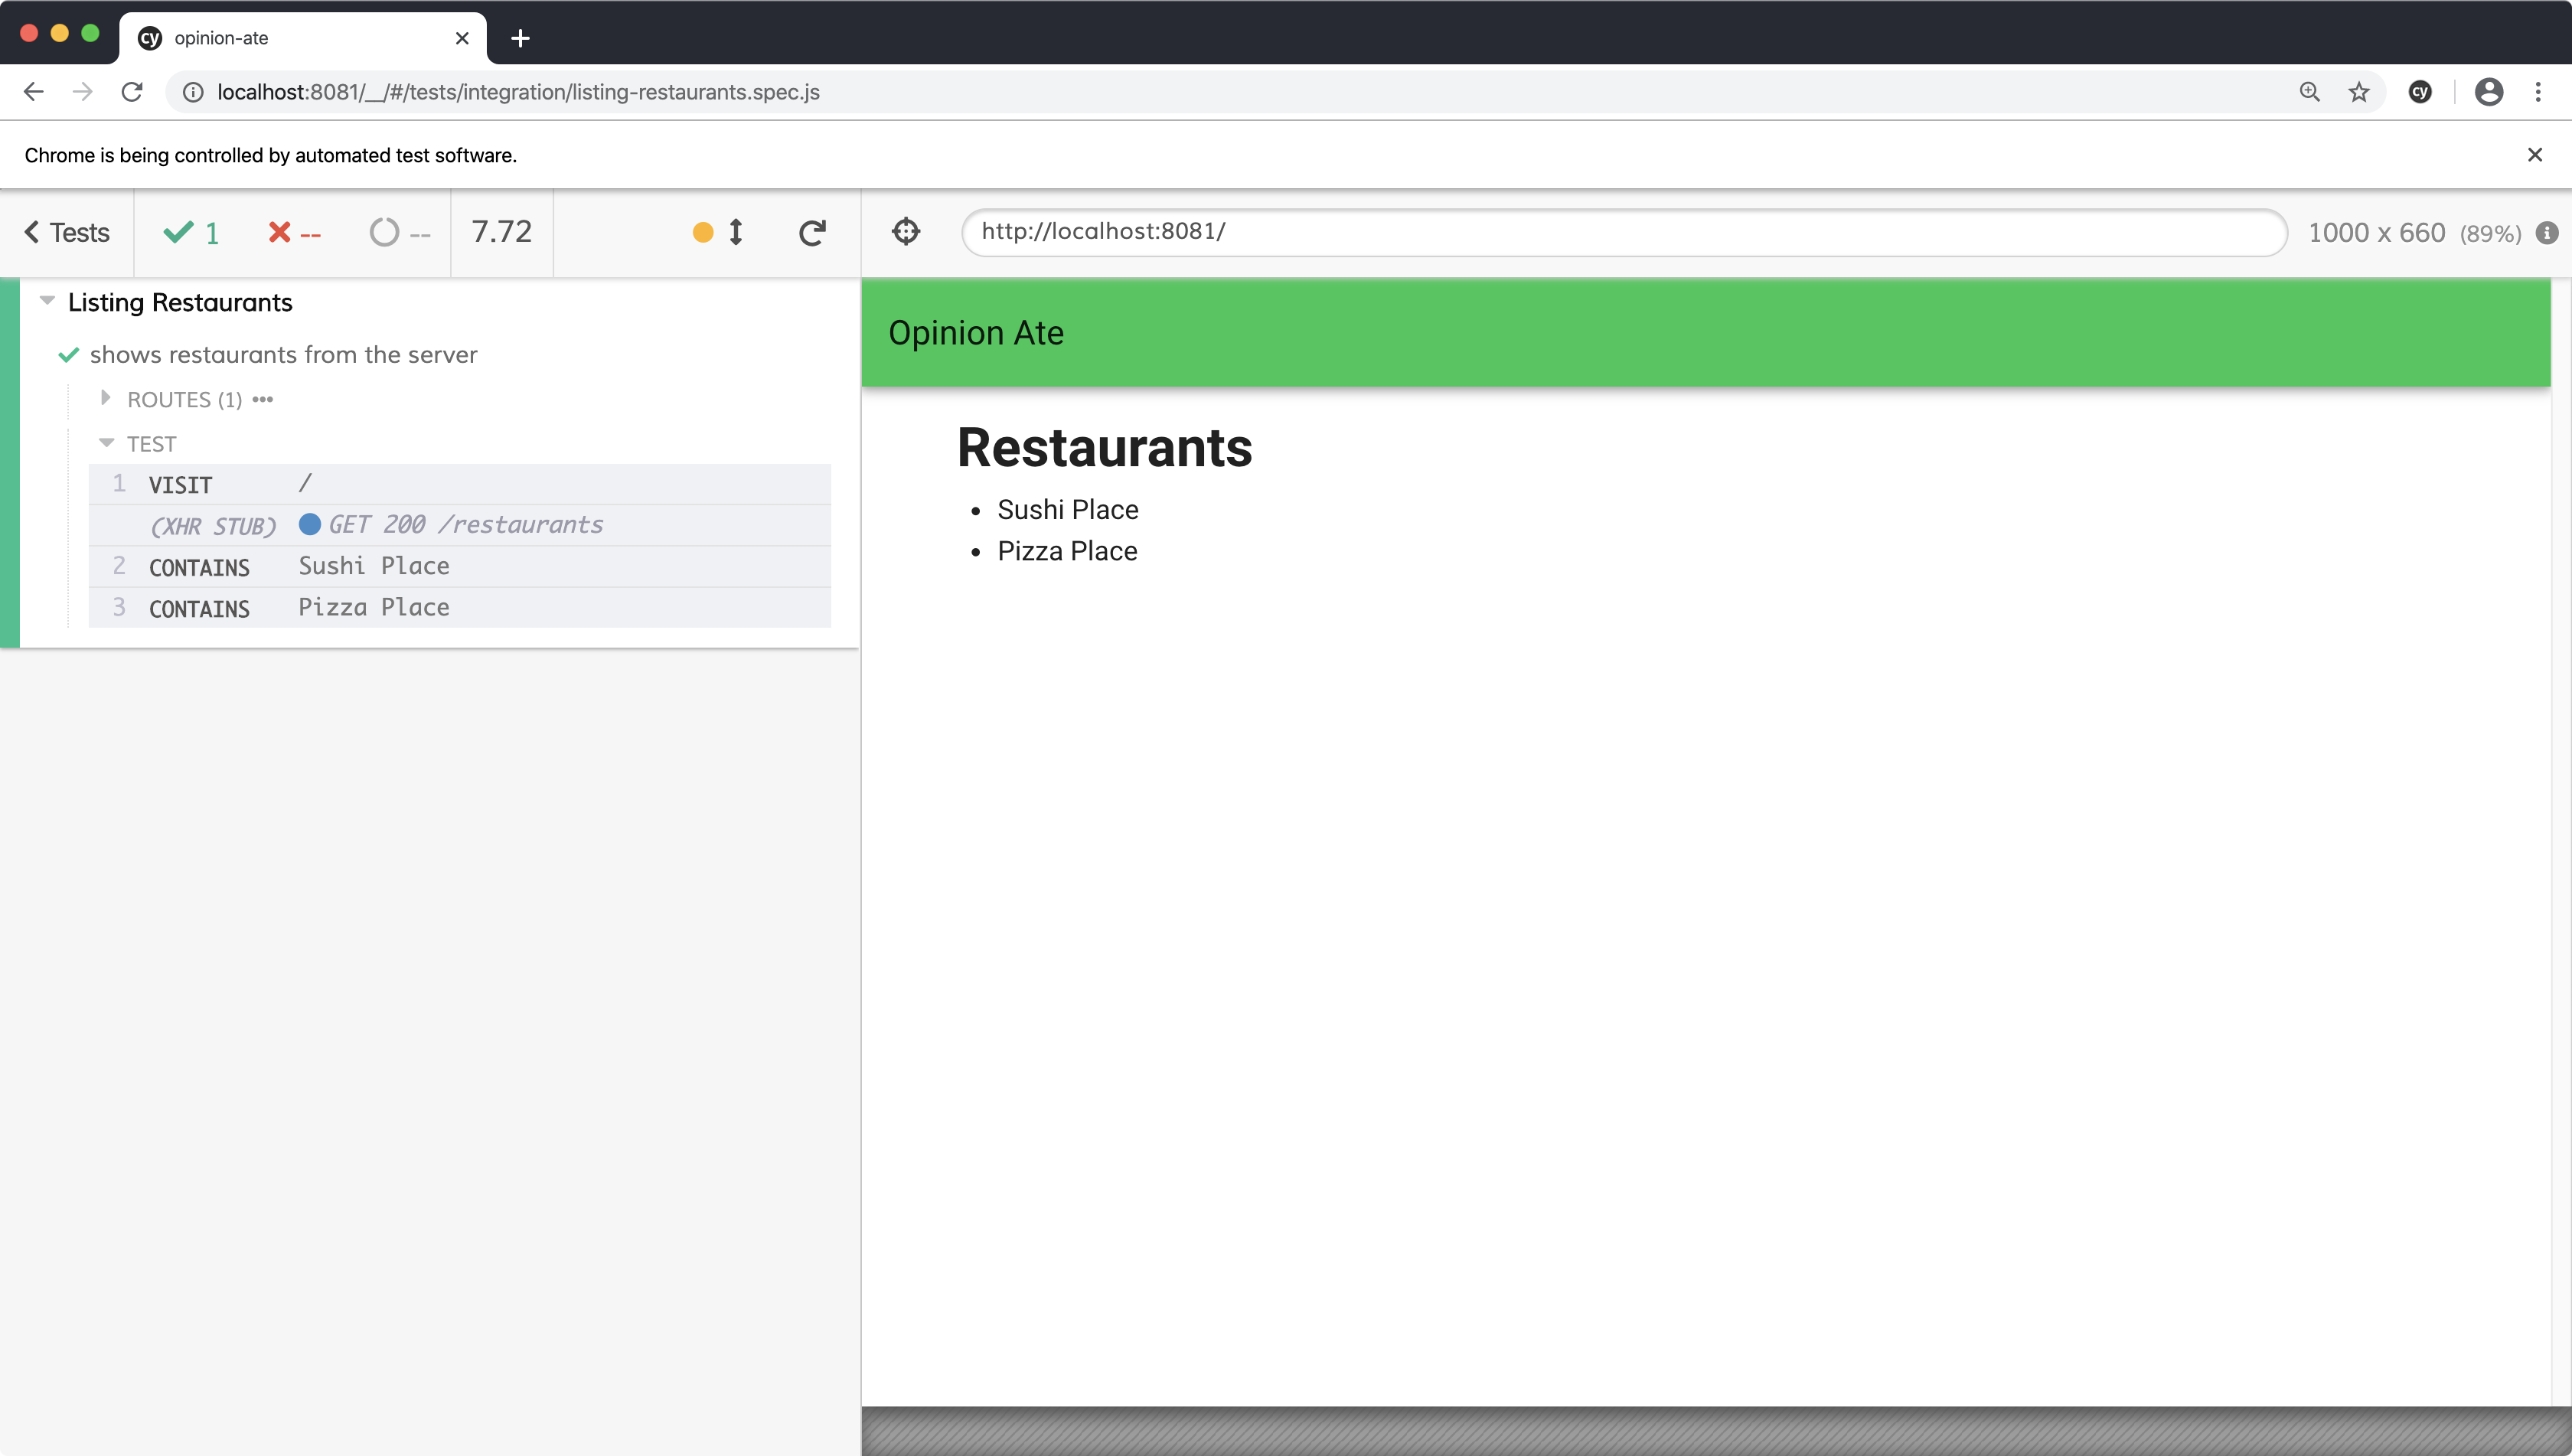 cy opinion-ate
localhost:8081/__/#/tests/integration/listing-restaurants.spec.js
cy
Chrome is being controlled by automated test software.
Tests 1 -- -- 7.72
http://localhost:8081/ 1000 x 660 (89%)
Listing Restaurants
shows restaurants from the server
ROUTES (1)
TEST
1 VISIT /
(XHR STUB) GET 200 /restaurants
2 CONTAINS Sushi Place
3 CONTAINS Pizza Place
Opinion Ate
Restaurants
• Sushi Place
• Pizza Place